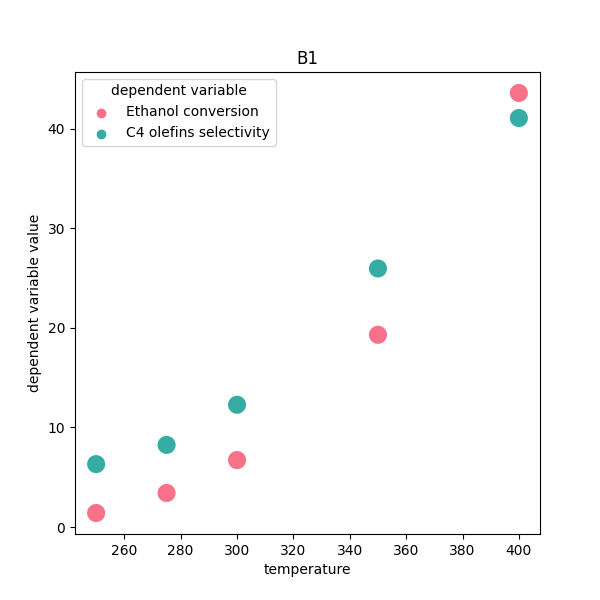 B1
dependent variable
Ethanol conversion
C4 olefins selectivity
40
30
20
10
0
dependent variable value
260 280 300 320 340 360 380 400
temperature